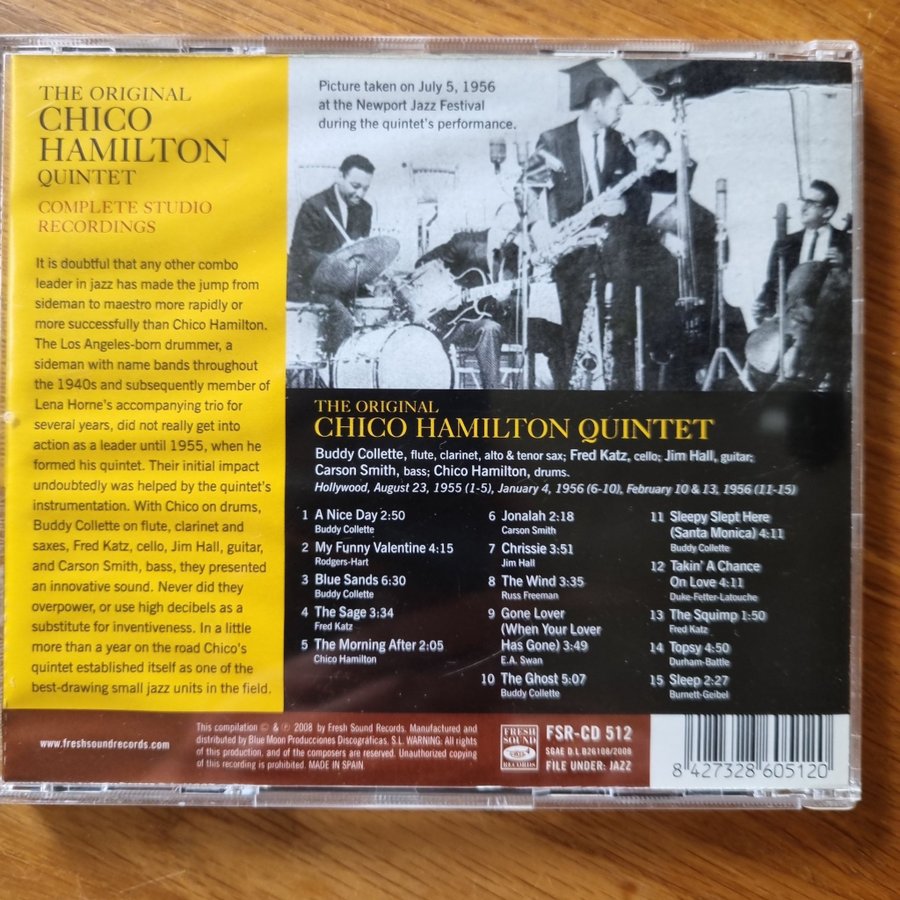 THE ORIGINAL
CHICO
HAMILTON
QUINTET
COMPLETE STUDIO
RECORDINGS
It is doubtful that any other combo
leader in jazz has made the jump from
sideman to maestro more rapidly or
more successfully than Chico Hamilton.
The Los Angeles-born drummer, a
sideman with name bands throughout
the 1940s and subsequently member of
Lena Horne's accompanying trio for
several years, did not really get into
action as a leader until 1955, when he
formed his quintet. Their initial impact
undoubtedly was helped by the quintet's
instrumentation. With Chico on drums,
Buddy Collette on flute, clarinet and
saxes, Fred Katz, cello, Jim Hall, guitar,
and Carson Smith, bass, they presented
an innovative sound. Never did they
overpower, or use high decibels as a
substitute for inventiveness. In a little
more than a year on the road Chico's
quintet established itself as one of the
best-drawing small jazz units in the field.
Picture taken on July 5, 1956
at the Newport Jazz Festival
during the quintet's performance.
THE ORIGINAL
CHICO HAMILTON QUINTET
Buddy Collette, flute, clarinet, alto & tenor sax; Fred Katz, cello; Jim Hall, guitar;
Carson Smith, bass; Chico Hamilton, drums.
Hollywood, August 23, 1955 (1-5), January 4, 1956 (6-10), February 10 & 13, 1956 (11-15)
1 A Nice Day 2:50
Buddy Collette
2 My Funny Valentine 4:15
Rodgers-Hart
3 Blue Sands 6:30
Buddy Collette
4 The Sage 3:34
Fred Katz
5 The Morning After 2:05
Chico Hamilton
6 Jonalah 2:18
Carson Smith
7 Chrissie 3:51
Jim Hall
8 The Wind 3:35
Russ Freeman
9 Gone Lover
(When Your Lover
Has Gone) 3:49
E.A. Swan
10 The Ghost 5:07
Buddy Collette
11 Sleepy Slept Here
(Santa Monica) 4:11
Buddy Collette
12 Takin' A Chance
On Love 4:11
Duke-Fetter-Latouche
13 The Squimp 1:50
Fred Katz
14 Topsy 4:50
Durham-Battle
15 Sleep 2:27
Burnett-Geibel
www.freshsoundrecords.com
This compilation © & ℗ 2008 by Fresh Sound Records. Manufactured and
distributed by Blue Moon Producciones Discograficas, S.L. WARNING: All rights
of this production, and of the composers are reserved. Unauthorized copying
of this recording is prohibited. MADE IN SPAIN
FRESH
SOUND
RECORDS
FSR-CD 512
SGAE D.L.B26108/2008
FILE UNDER: JAZZ
8 427328 605120